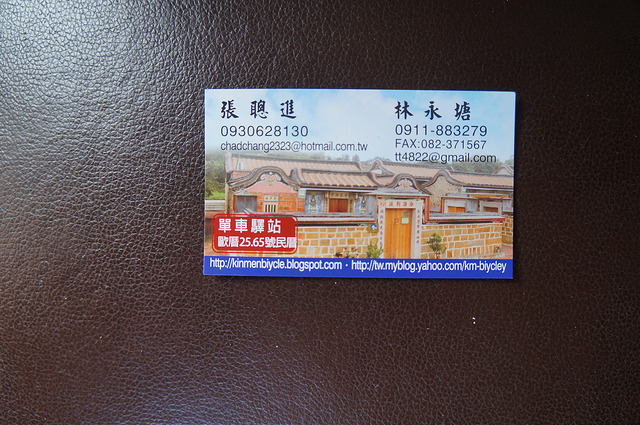 張聰進
0930628130
chadchang2323@hotmail.com.tw
林永塘
0911-883279
FAX:082-371567
tt4822@gmail.com
單車驛站
歐厝25.65號民厝
http://kinmenbiycle.blogspot.com · http://tw.myblog.yahoo.com/km-biycley